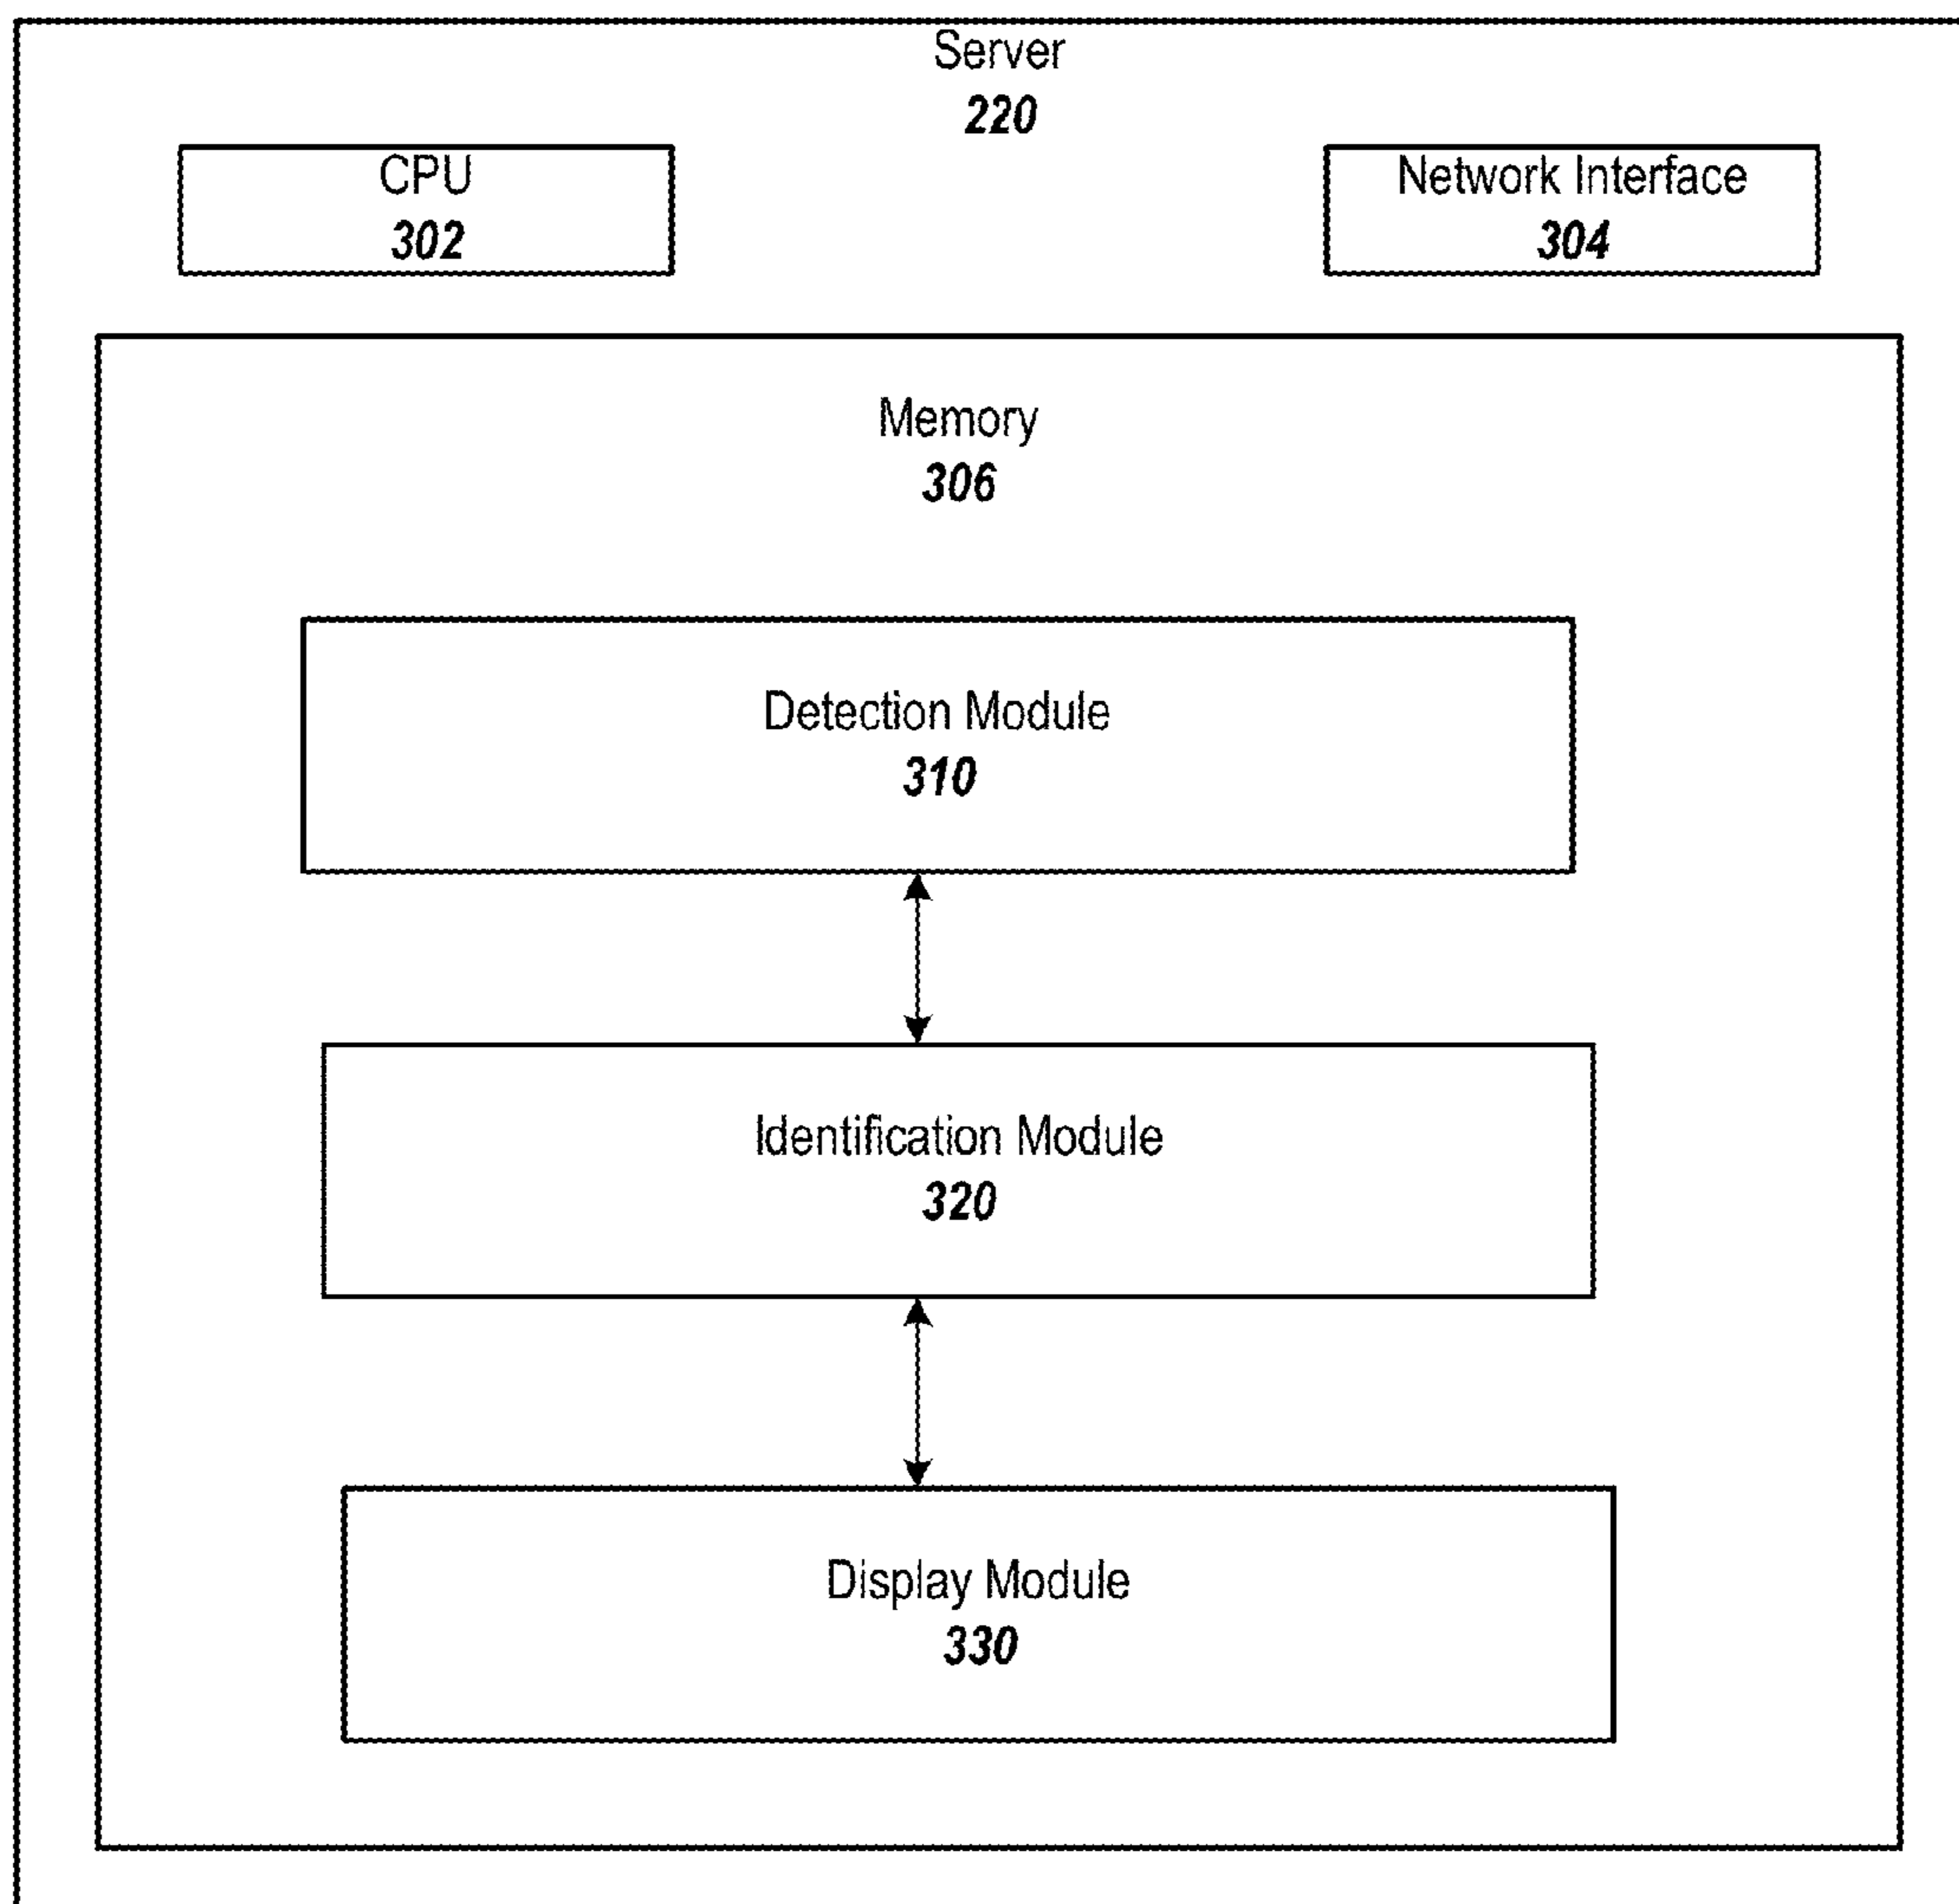 Server
220
CPU
302
Network Interface
304
Memory
306
Detection Module
310
Identification Module
320
Display Module
330